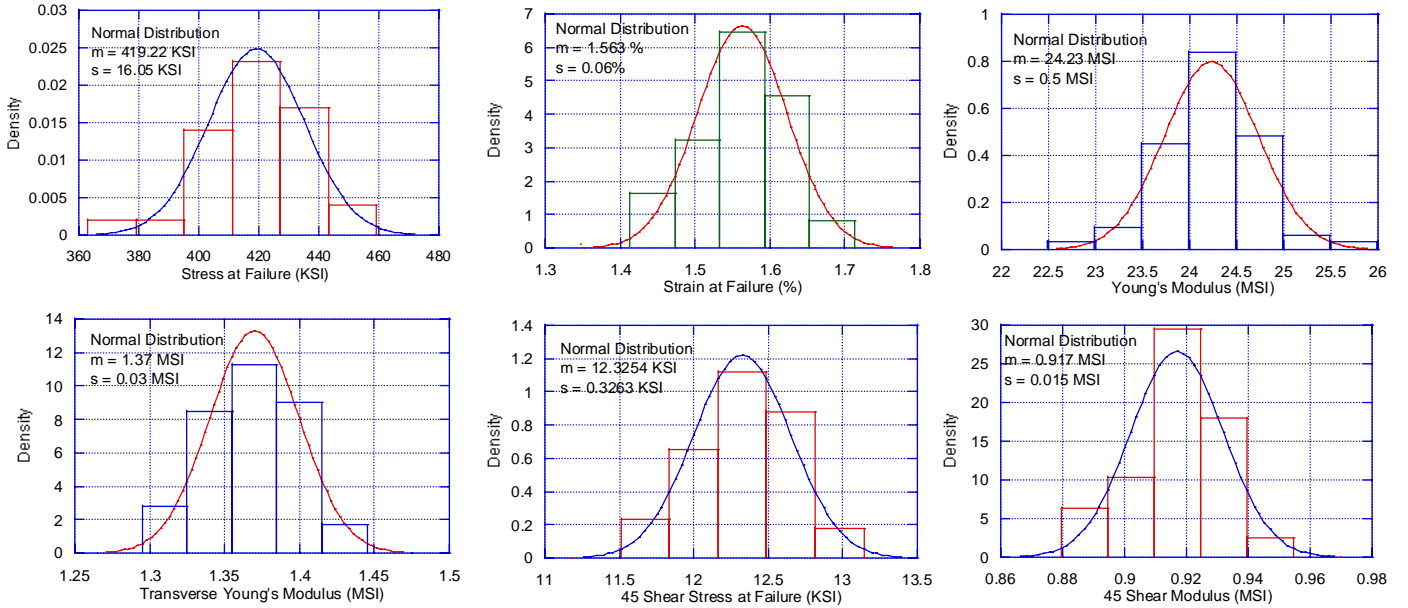 0.03
0.025
0.02
0.015
0.01
0.005
0
Density
Normal Distribution
m = 419.22 KSI
s = 16.05 KSI
360 400 420 440 460 480
Stress at Failure (KSI)
7
6
5
4
3
2
1
0
Density
Normal Distribution
m = 1.563 %
s = 0.06%
1.3 1.4 1.5 1.6 1.7 1.8
Strain at Failure (%)
1
0.8
0.6
0.4
0.2
0
Density
Normal Distribution
m = 24.23 MSI
s = 0.5 MSI
22 22.5 23 23.5 24 24.5 25 25.5 26
Young's Modulus (MSI)
14
12
10
8
6
4
2
0
Density
Normal Distribution
m = 1.37 MSI
s = 0.03 MSI
1.25 1.3 1.35 1.4 1.45 1.5
Transverse Young's Modulus (MSI)
1.4
1.2
1
0.8
0.6
0.4
0.2
0
Density
Normal Distribution
m = 12.3254 KSI
s = 0.3263 KSI
11 11.5 12 12.5 13 13.5
45 Shear Stress at Failure (KSI)
30
25
20
15
10
5
0
Density
Normal Distribution
m = 0.917 MSI
s = 0.015 MSI
0.86 0.88 0.9 0.92 0.94 0.96 0.98
45 Shear Modulus (MSI)